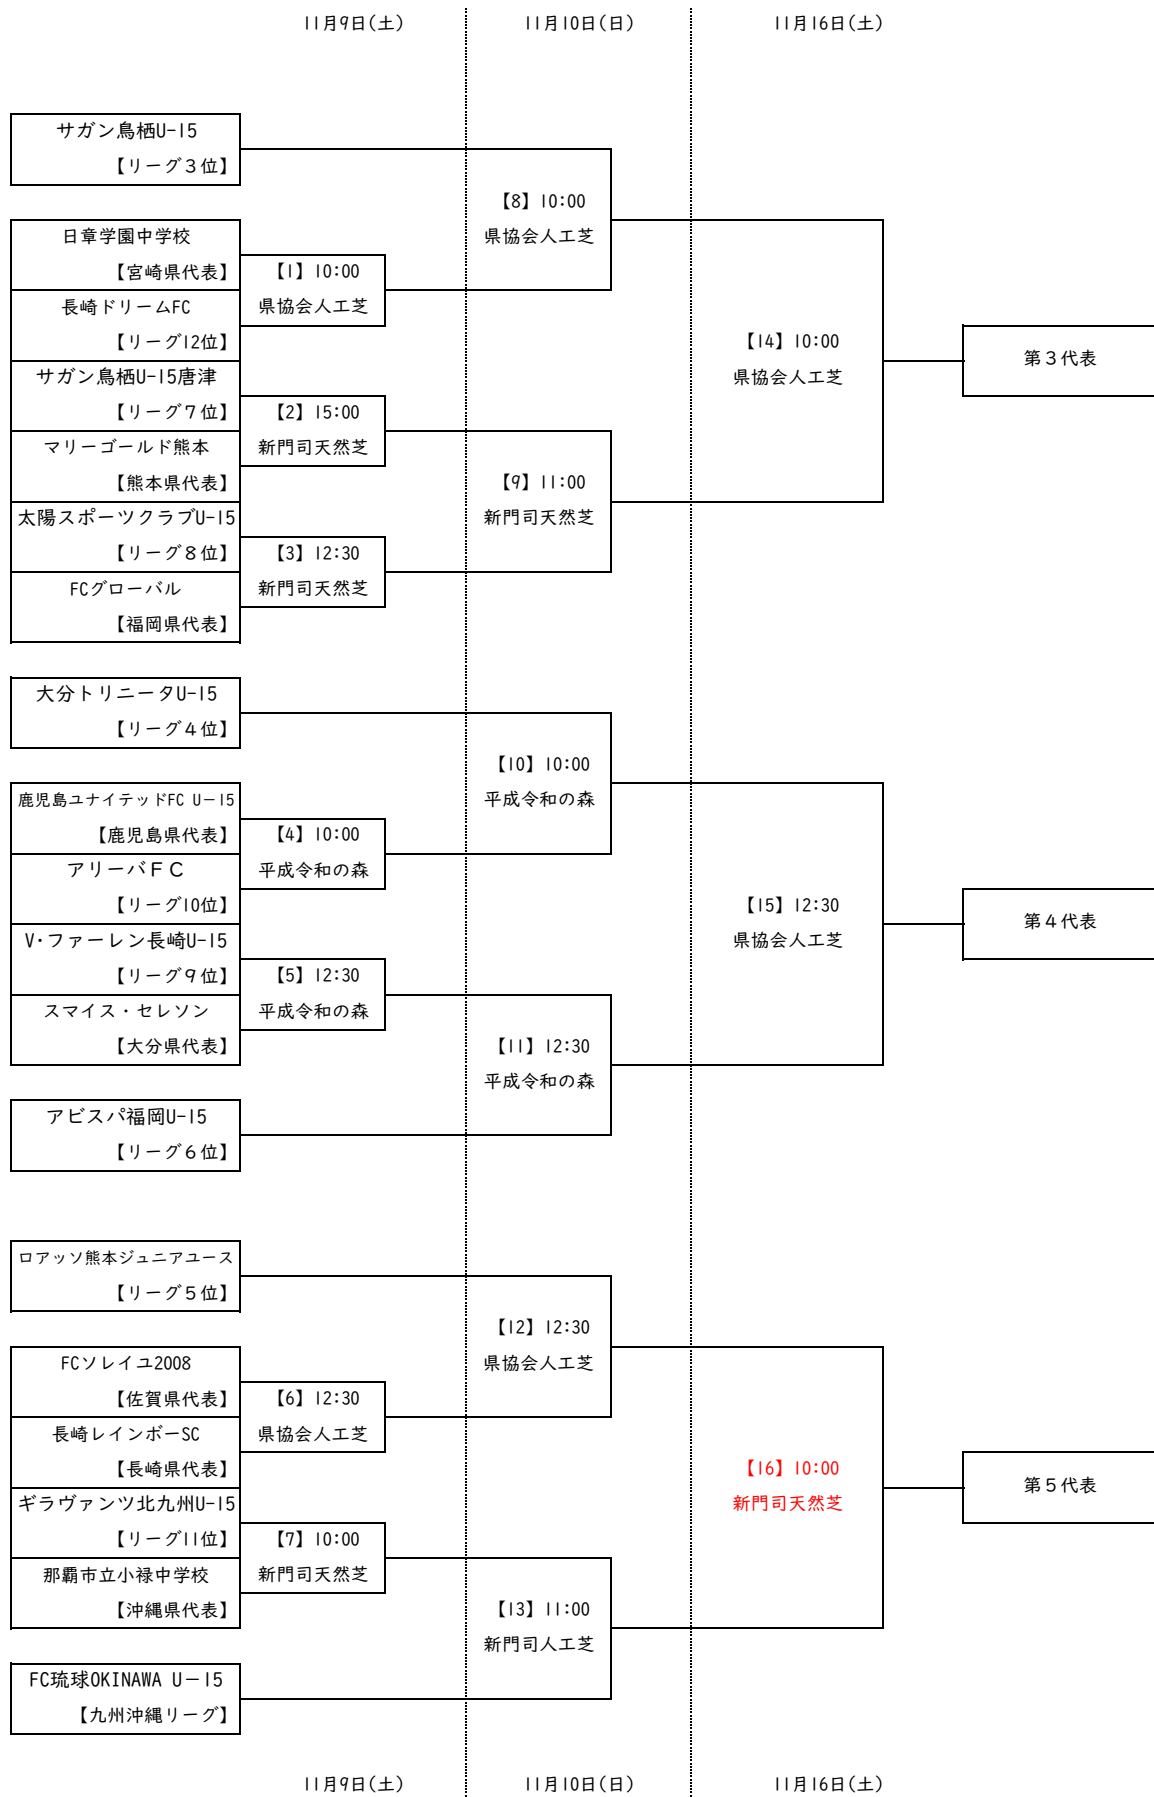 11月9日(土) 11月10日(日) 11月16日(土)
サガン鳥栖U-15
【リーグ3位】
【8】10:00
県協会人工芝
日章学園中学校
【宮崎県代表】
【1】10:00
県協会人工芝
長崎ドリームFC
【リーグ12位】
【14】10:00
県協会人工芝
第3代表
サガン鳥栖U-15唐津
【リーグ7位】
【2】15:00
新門司天然芝
マリーゴールド熊本
【熊本県代表】
【9】11:00
新門司天然芝
太陽スポーツクラブU-15
【リーグ8位】
【3】12:30
新門司天然芝
FCグローバル
【福岡県代表】
大分トリニータU-15
【リーグ4位】
【10】10:00
平成令和の森
鹿児島ユナイテッドFC U-15
【鹿児島県代表】
【4】10:00
平成令和の森
アリーバFC
【リーグ10位】
【15】12:30
県協会人工芝
第4代表
V・ファーレン長崎U-15
【リーグ9位】
【5】12:30
平成令和の森
スマイス・セレソン
【大分県代表】
【11】12:30
平成令和の森
アビスパ福岡U-15
【リーグ6位】
ロアッソ熊本ジュニアユース
【リーグ5位】
【12】12:30
県協会人工芝
FCソレイユ2008
【佐賀県代表】
【6】12:30
県協会人工芝
長崎レインボーSC
【長崎県代表】
【16】10:00
新門司天然芝
第5代表
ギラヴァンツ北九州U-15
【リーグ11位】
【7】10:00
新門司天然芝
那覇市立小禄中学校
【沖縄県代表】
【13】11:00
新門司人工芝
FC琉球OKINAWA U-15
【九州沖縄リーグ】
11月9日(土) 11月10日(日) 11月16日(土)